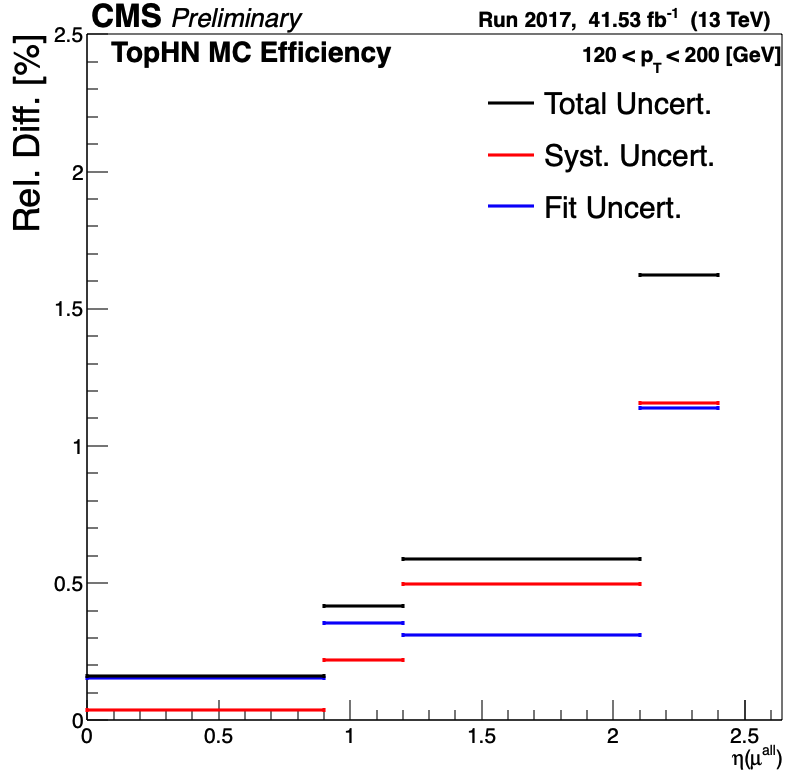 CMS Preliminary
Run 2017, 41.53 fb⁻¹ (13 TeV)
TopHN MC Efficiency
120 < p_T < 200 [GeV]
Total Uncert.
Syst. Uncert.
Fit Uncert.
Rel. Diff. [%]
2.5
2
1.5
1
0.5
0
0 0.5 1 1.5 2 2.5
η(μ^all)